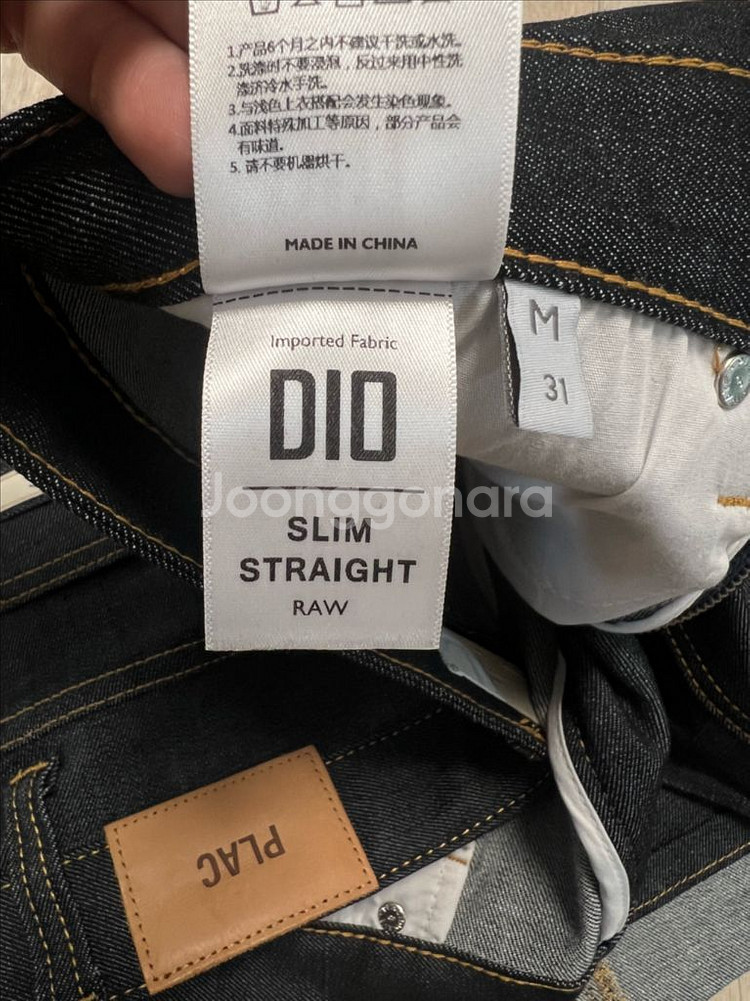 1.产品6个月之内不建议干洗或水洗。
2.洗涤时不要浸泡，反过来用中性洗
涤济冷水手洗。
3.与浅色上衣搭配会发生染色现象。
4.面料特殊加工等原因，部分产品会
有味道。
5. 请不要机器烘干。
MADE IN CHINA
Imported Fabric
DIO
SLIM
STRAIGHT
RAW
M
31
Joonggonara
PLAC